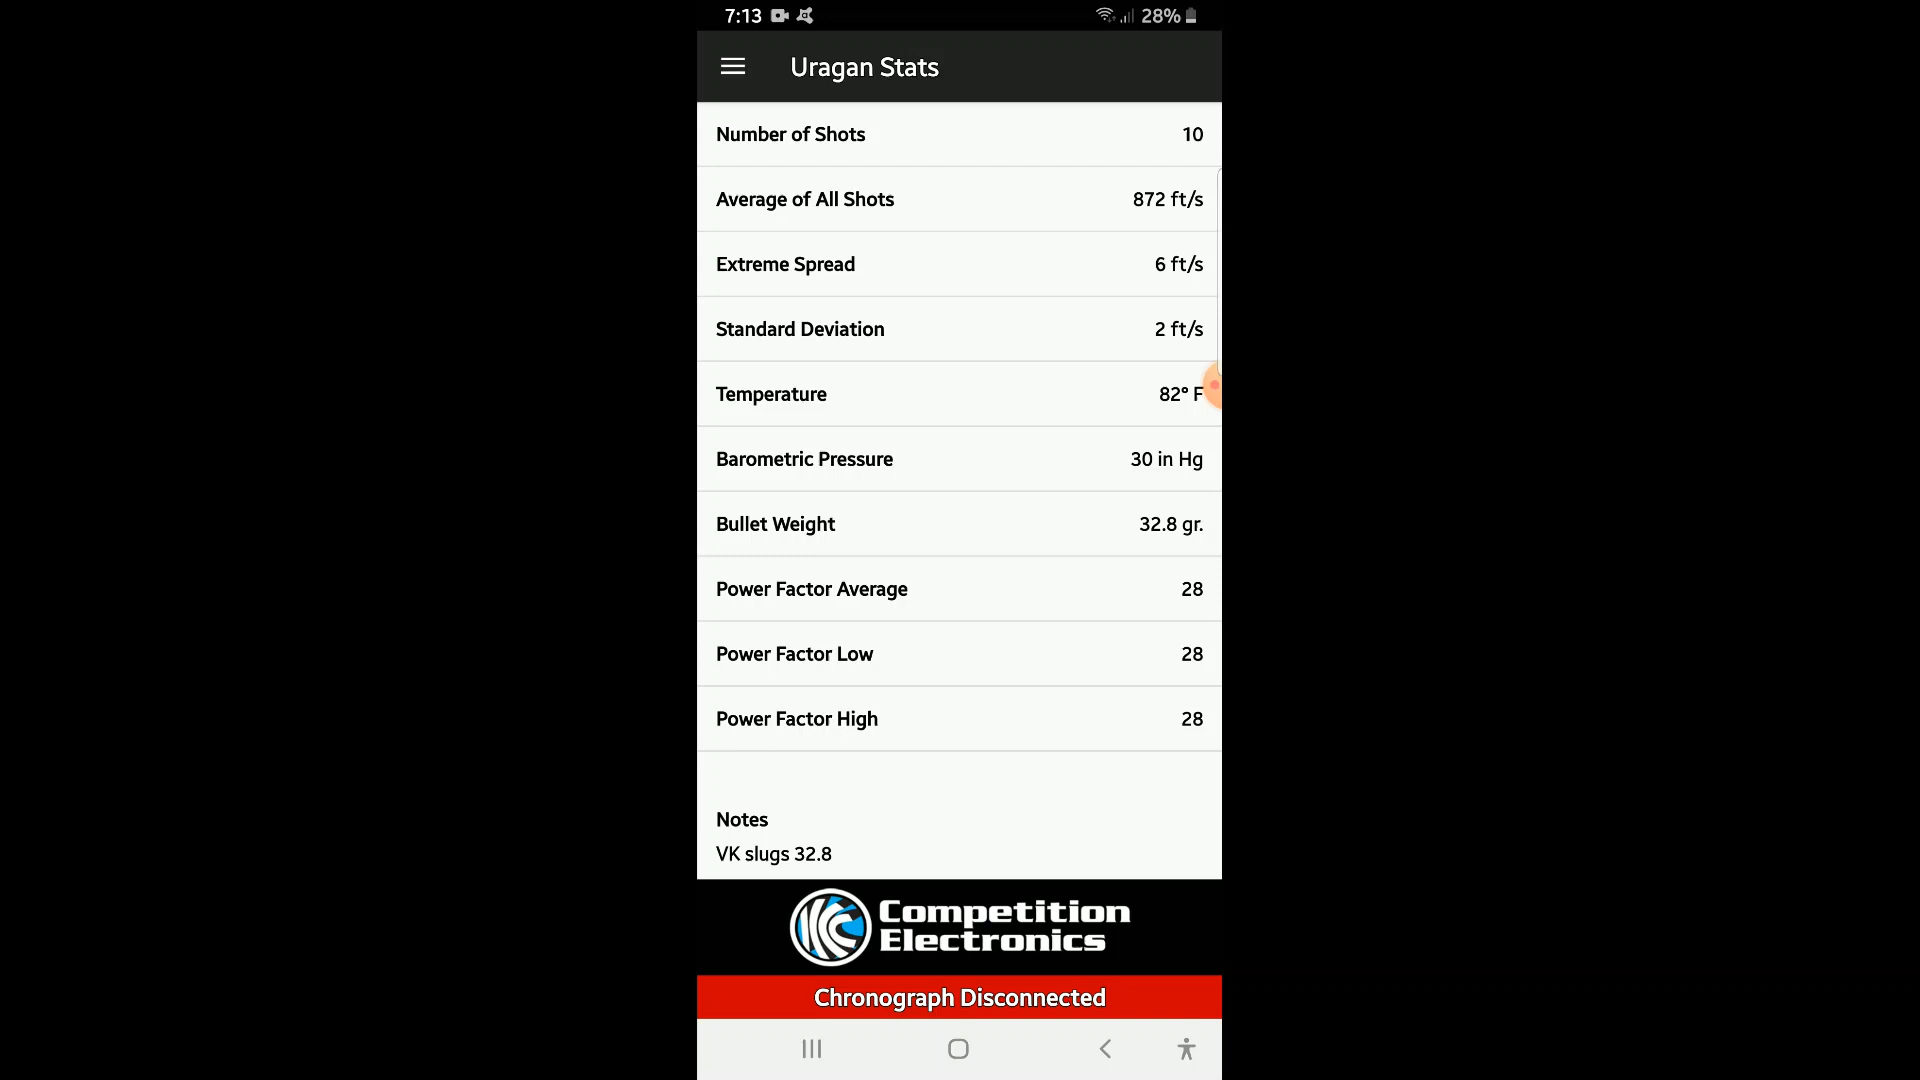 7:13 28%
Uragan Stats
Number of Shots 10
Average of All Shots 872 ft/s
Extreme Spread 6 ft/s
Standard Deviation 2 ft/s
Temperature 82° F
Barometric Pressure 30 in Hg
Bullet Weight 32.8 gr.
Power Factor Average 28
Power Factor Low 28
Power Factor High 28
Notes
VK slugs 32.8
Competition
Electronics
Chronograph Disconnected